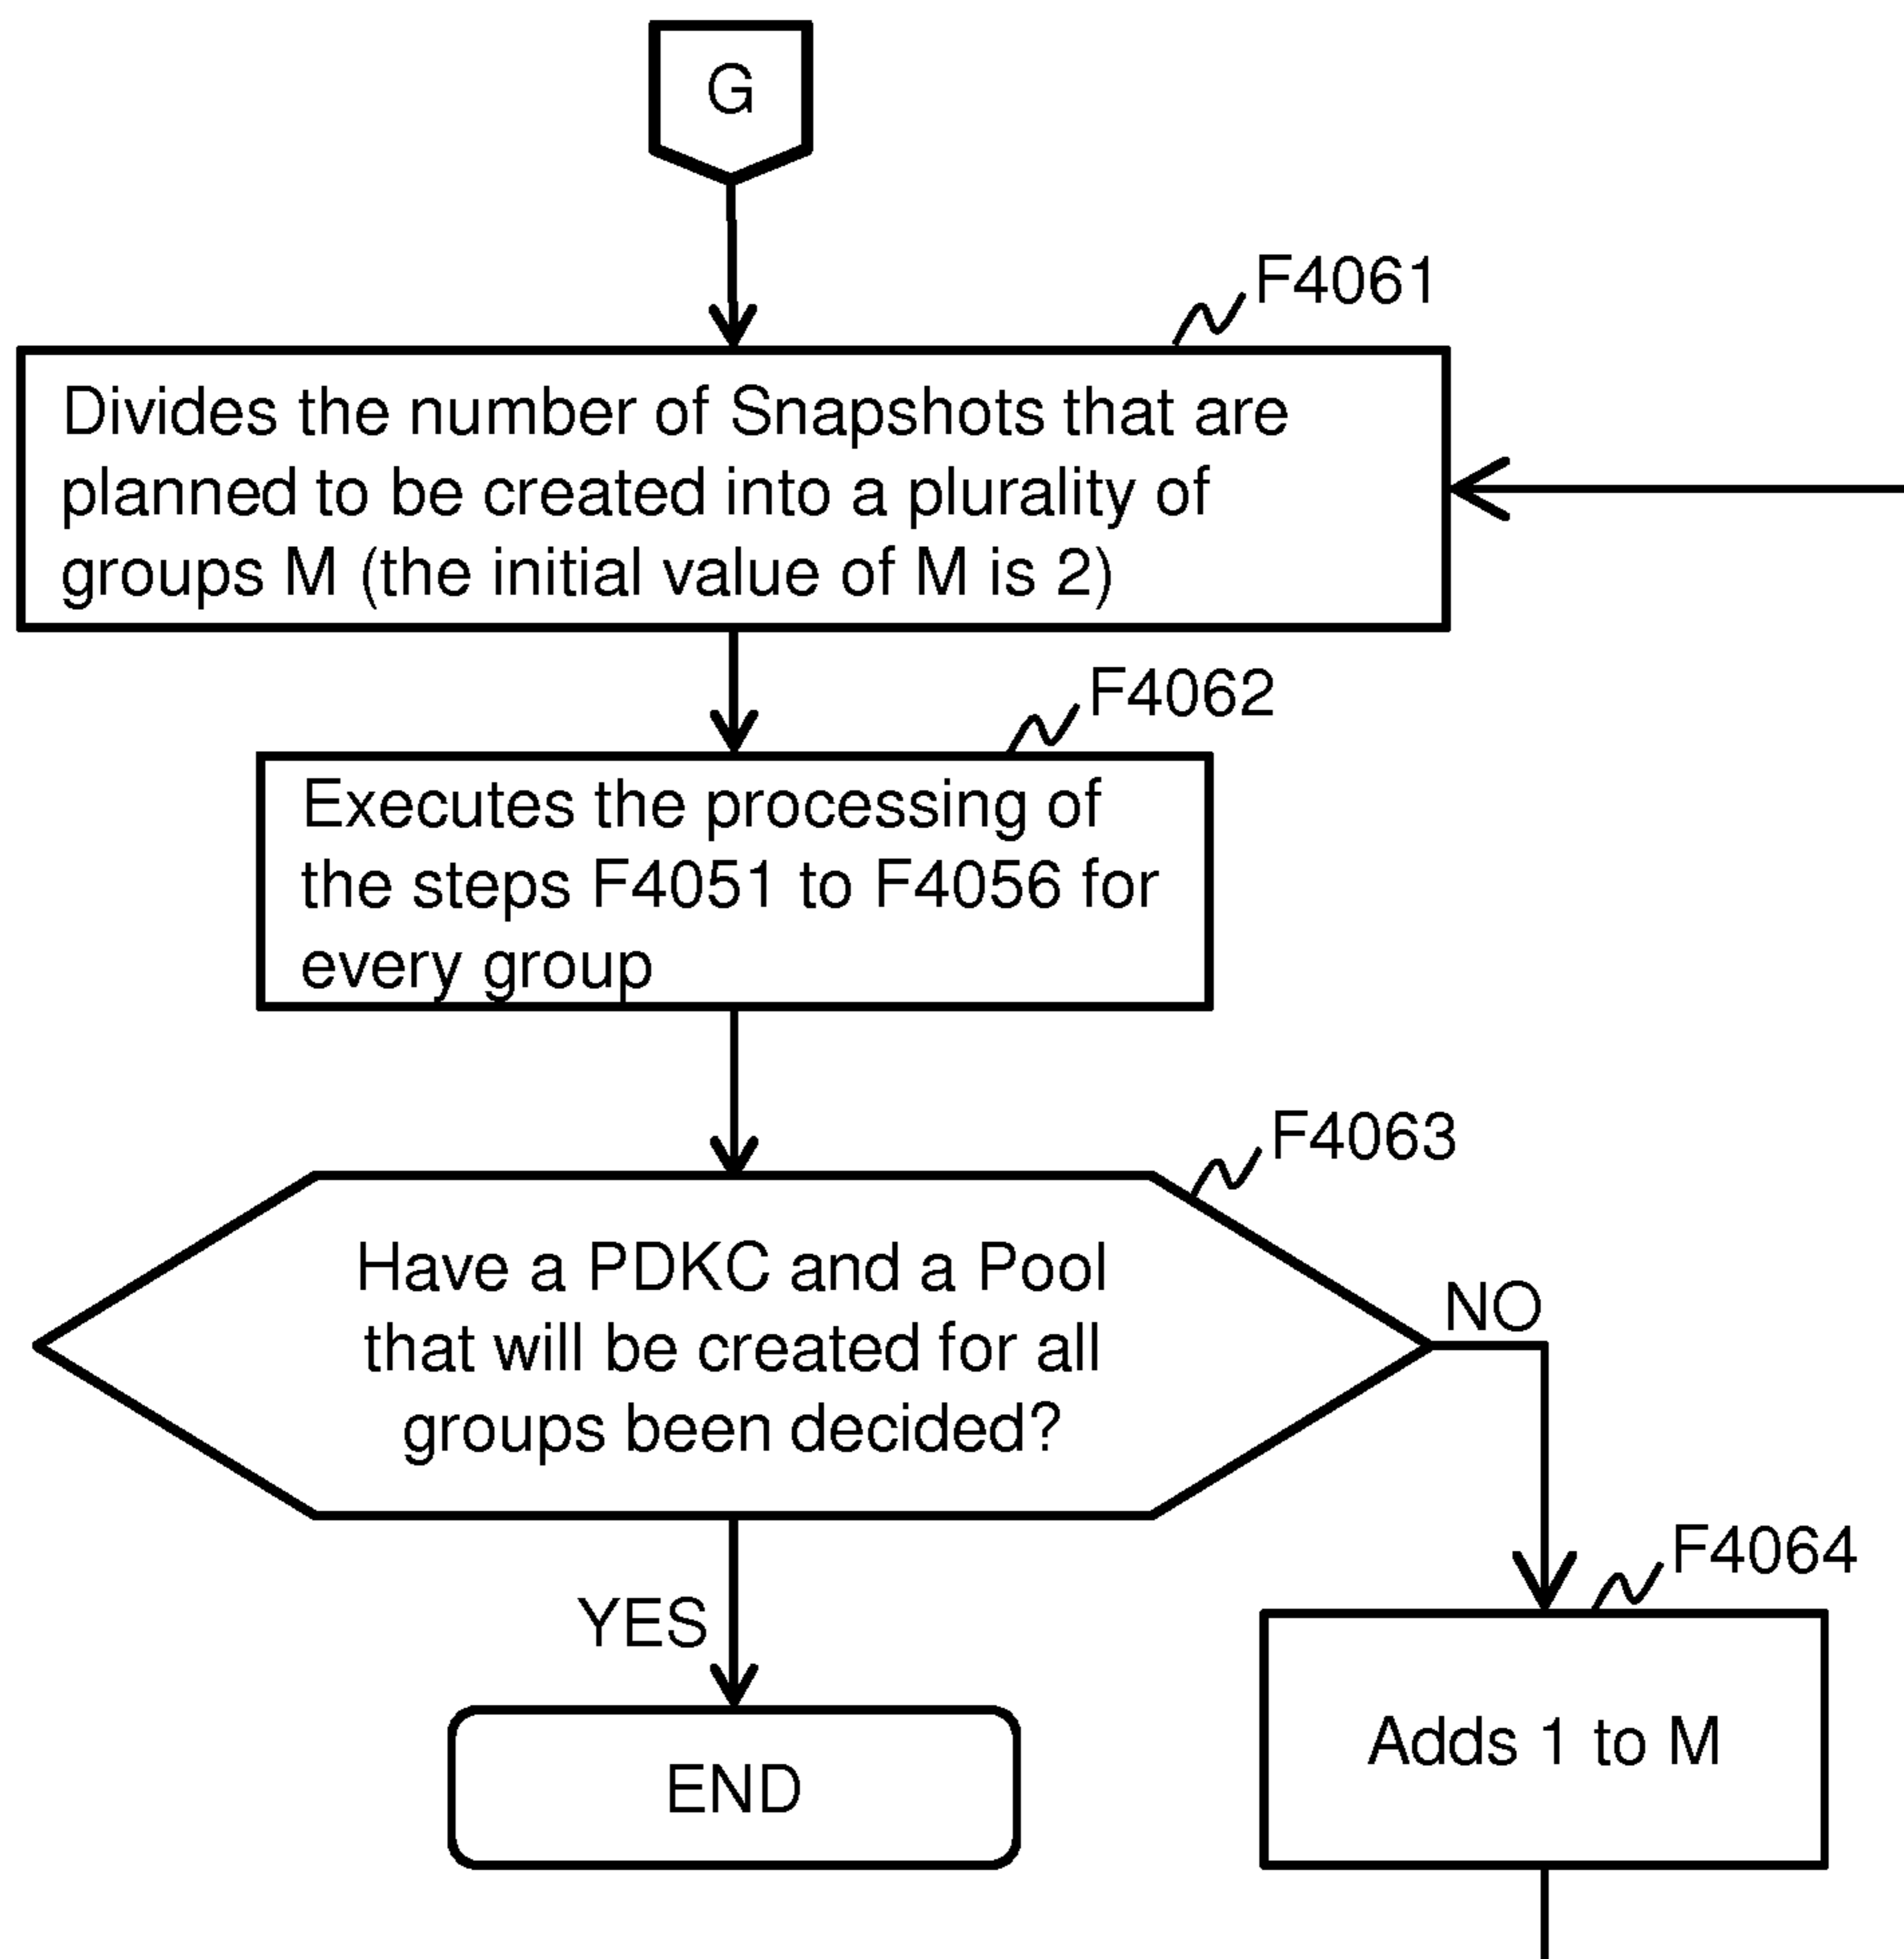 G
F4061
Divides the number of Snapshots that are
planned to be created into a plurality of
groups M (the initial value of M is 2)
F4062
Executes the processing of
the steps F4051 to F4056 for
every group
F4063
Have a PDKC and a Pool
that will be created for all
groups been decided?
NO
F4064
YES
Adds 1 to M
END